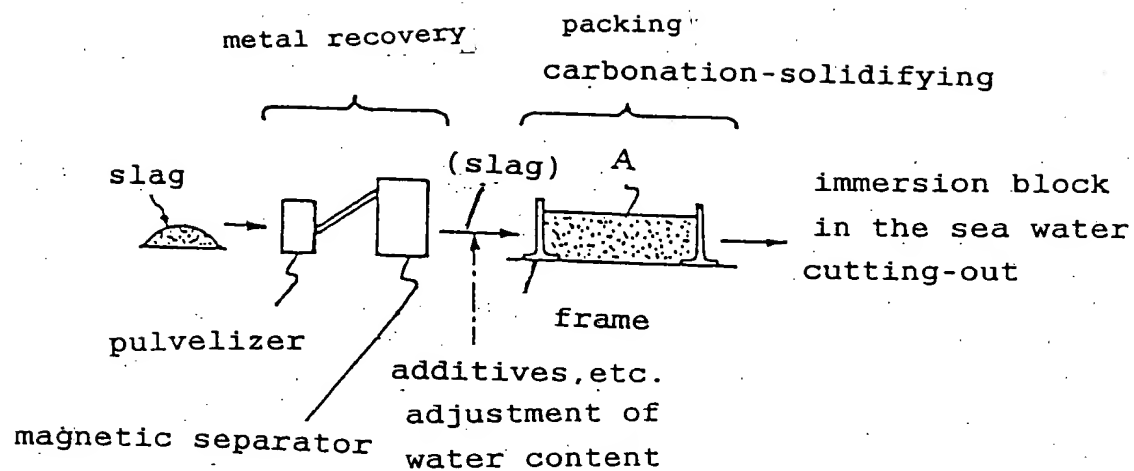 metal recovery
packing
carbonation-solidifying
slag
(slag)
A
immersion block
in the sea water
cutting-out
pulvelizer
frame
additives,etc.
adjustment of
water content
magnetic separator